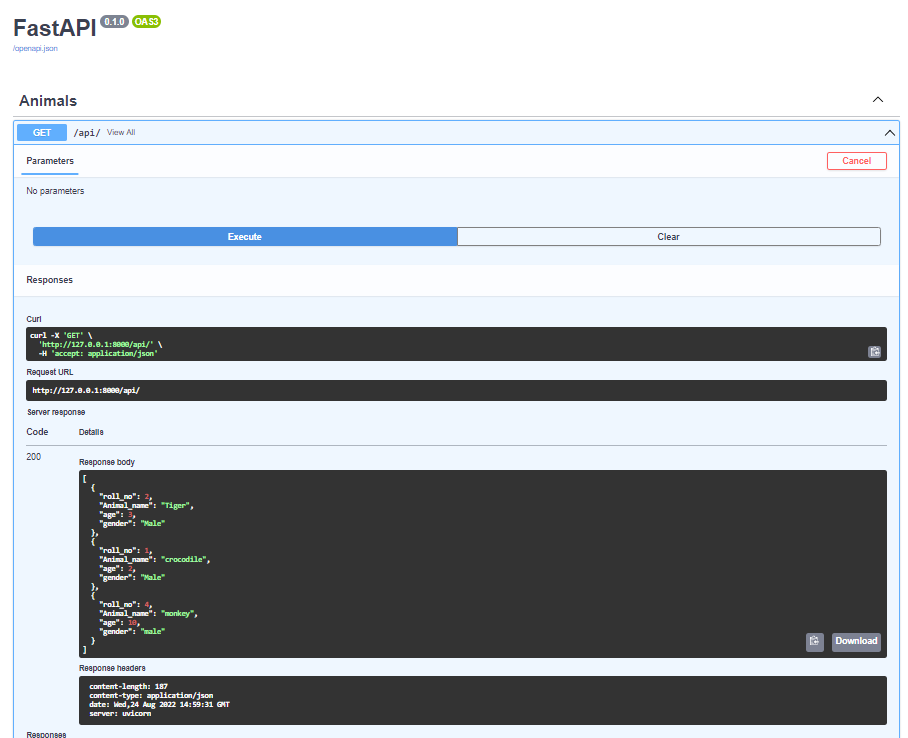 FastAPI 0.1.0 OAS3
/openapi.json
Animals
GET /api/ View All
Parameters Cancel
No parameters
Execute Clear
Responses
Curl
curl -X 'GET' \
  'http://127.0.0.1:8000/api/' \
  -H 'accept: application/json'
Request URL
http://127.0.0.1:8000/api/
Server response
Code Details
200
Response body
[
  {
    "roll_no": 2,
    "Animal_name": "Tiger",
    "age": 3,
    "gender": "Male"
  },
  {
    "roll_no": 1,
    "Animal_name": "crocodile",
    "age": 2,
    "gender": "Male"
  },
  {
    "roll_no": 4,
    "Animal_name": "monkey",
    "age": 10,
    "gender": "male"
  }
]
Download
Response headers
content-length: 187
content-type: application/json
date: Wed,24 Aug 2022 14:59:31 GMT
server: uvicorn
Responses